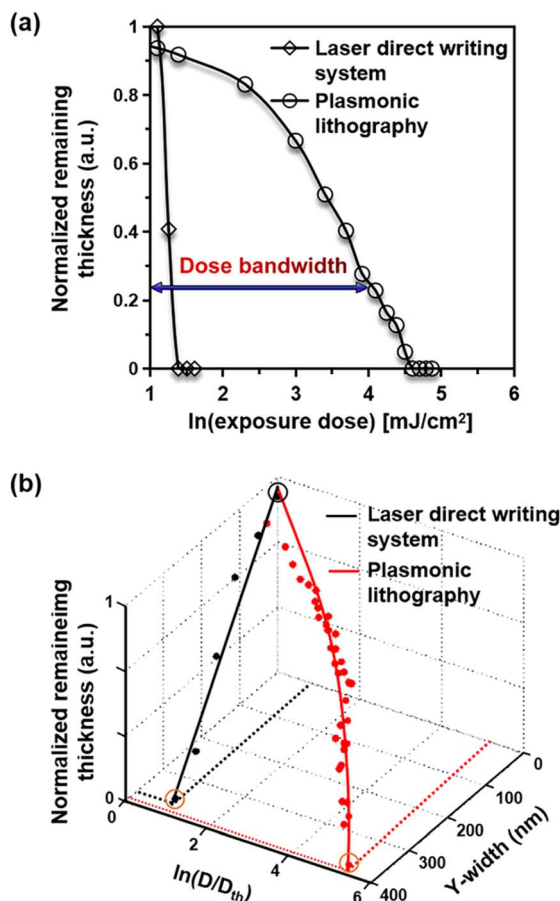 (a)
Normalized remaining
thickness (a.u.)
1
0.8
0.6
0.4
0.2
0
Laser direct writing
system
Plasmonic
lithography
Dose bandwidth
1
2
3
4
5
6
ln(exposure dose) [mJ/cm²]
(b)
Laser direct writing
system
Plasmonic
lithography
Normalized remaineimg
thickness (a.u.)
1
0
0
2
4
6
ln(D/Dth)
0
100
200
300
400
Y-width (nm)